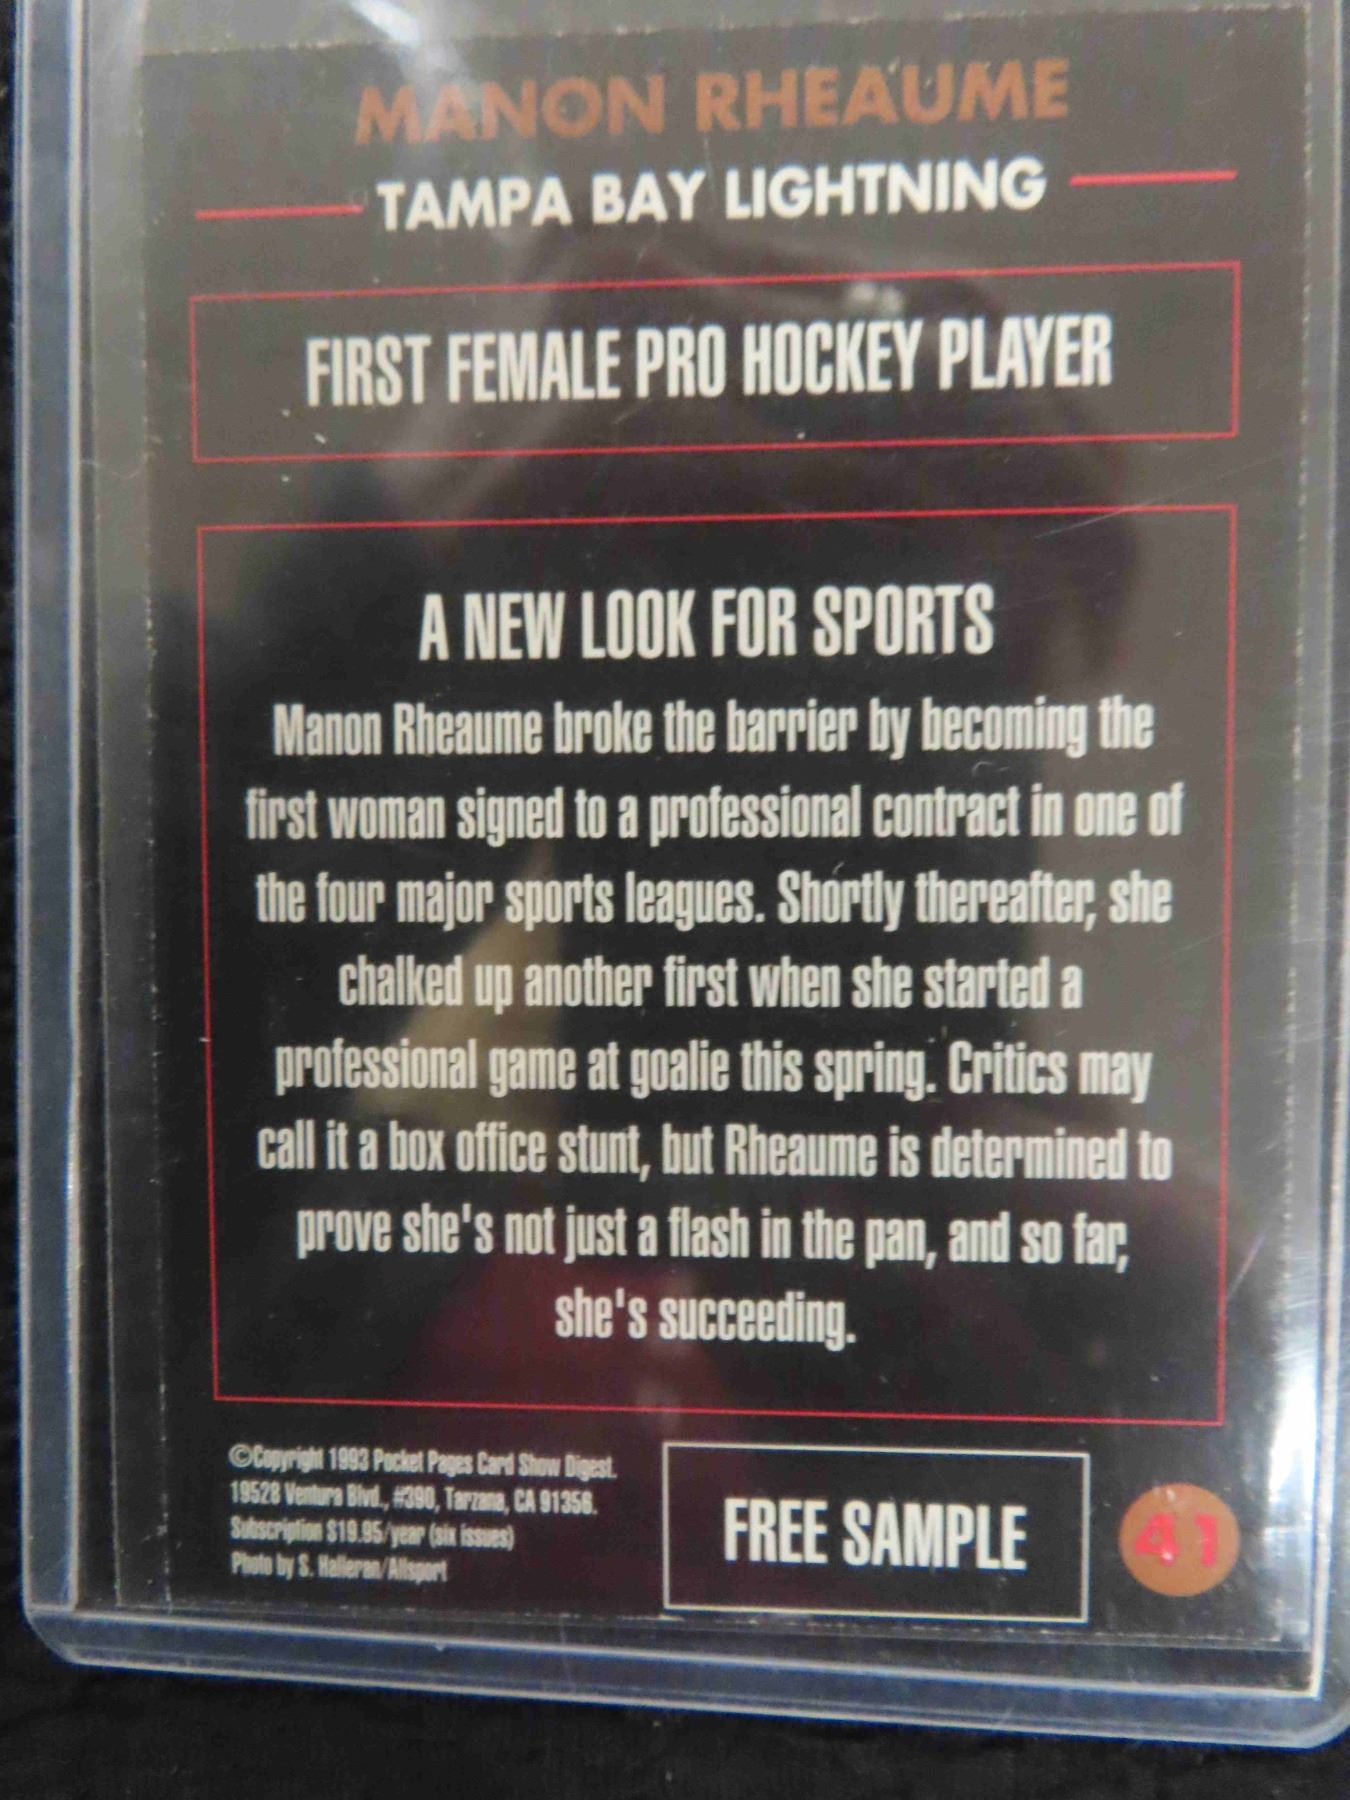 MANON RHEAUME
TAMPA BAY LIGHTNING
FIRST FEMALE PRO HOCKEY PLAYER
A NEW LOOK FOR SPORTS
Manon Rheaume broke the barrier by becoming the
first woman signed to a professional contract in one of
the four major sports leagues. Shortly thereafter, she
chalked up another first when she started a
professional game at goalie this spring. Critics may
call it a box office stunt, but Rheaume is determined to
prove she's not just a flash in the pan, and so far,
she's succeeding.
©Copyright 1993 Pocket Pages Card Show Digest.
19528 Ventura Blvd., #390, Tarzana, CA 91356.
Subscription $19.95/year (six issues)
Photo by S. Halleran/Allsport
FREE SAMPLE
41